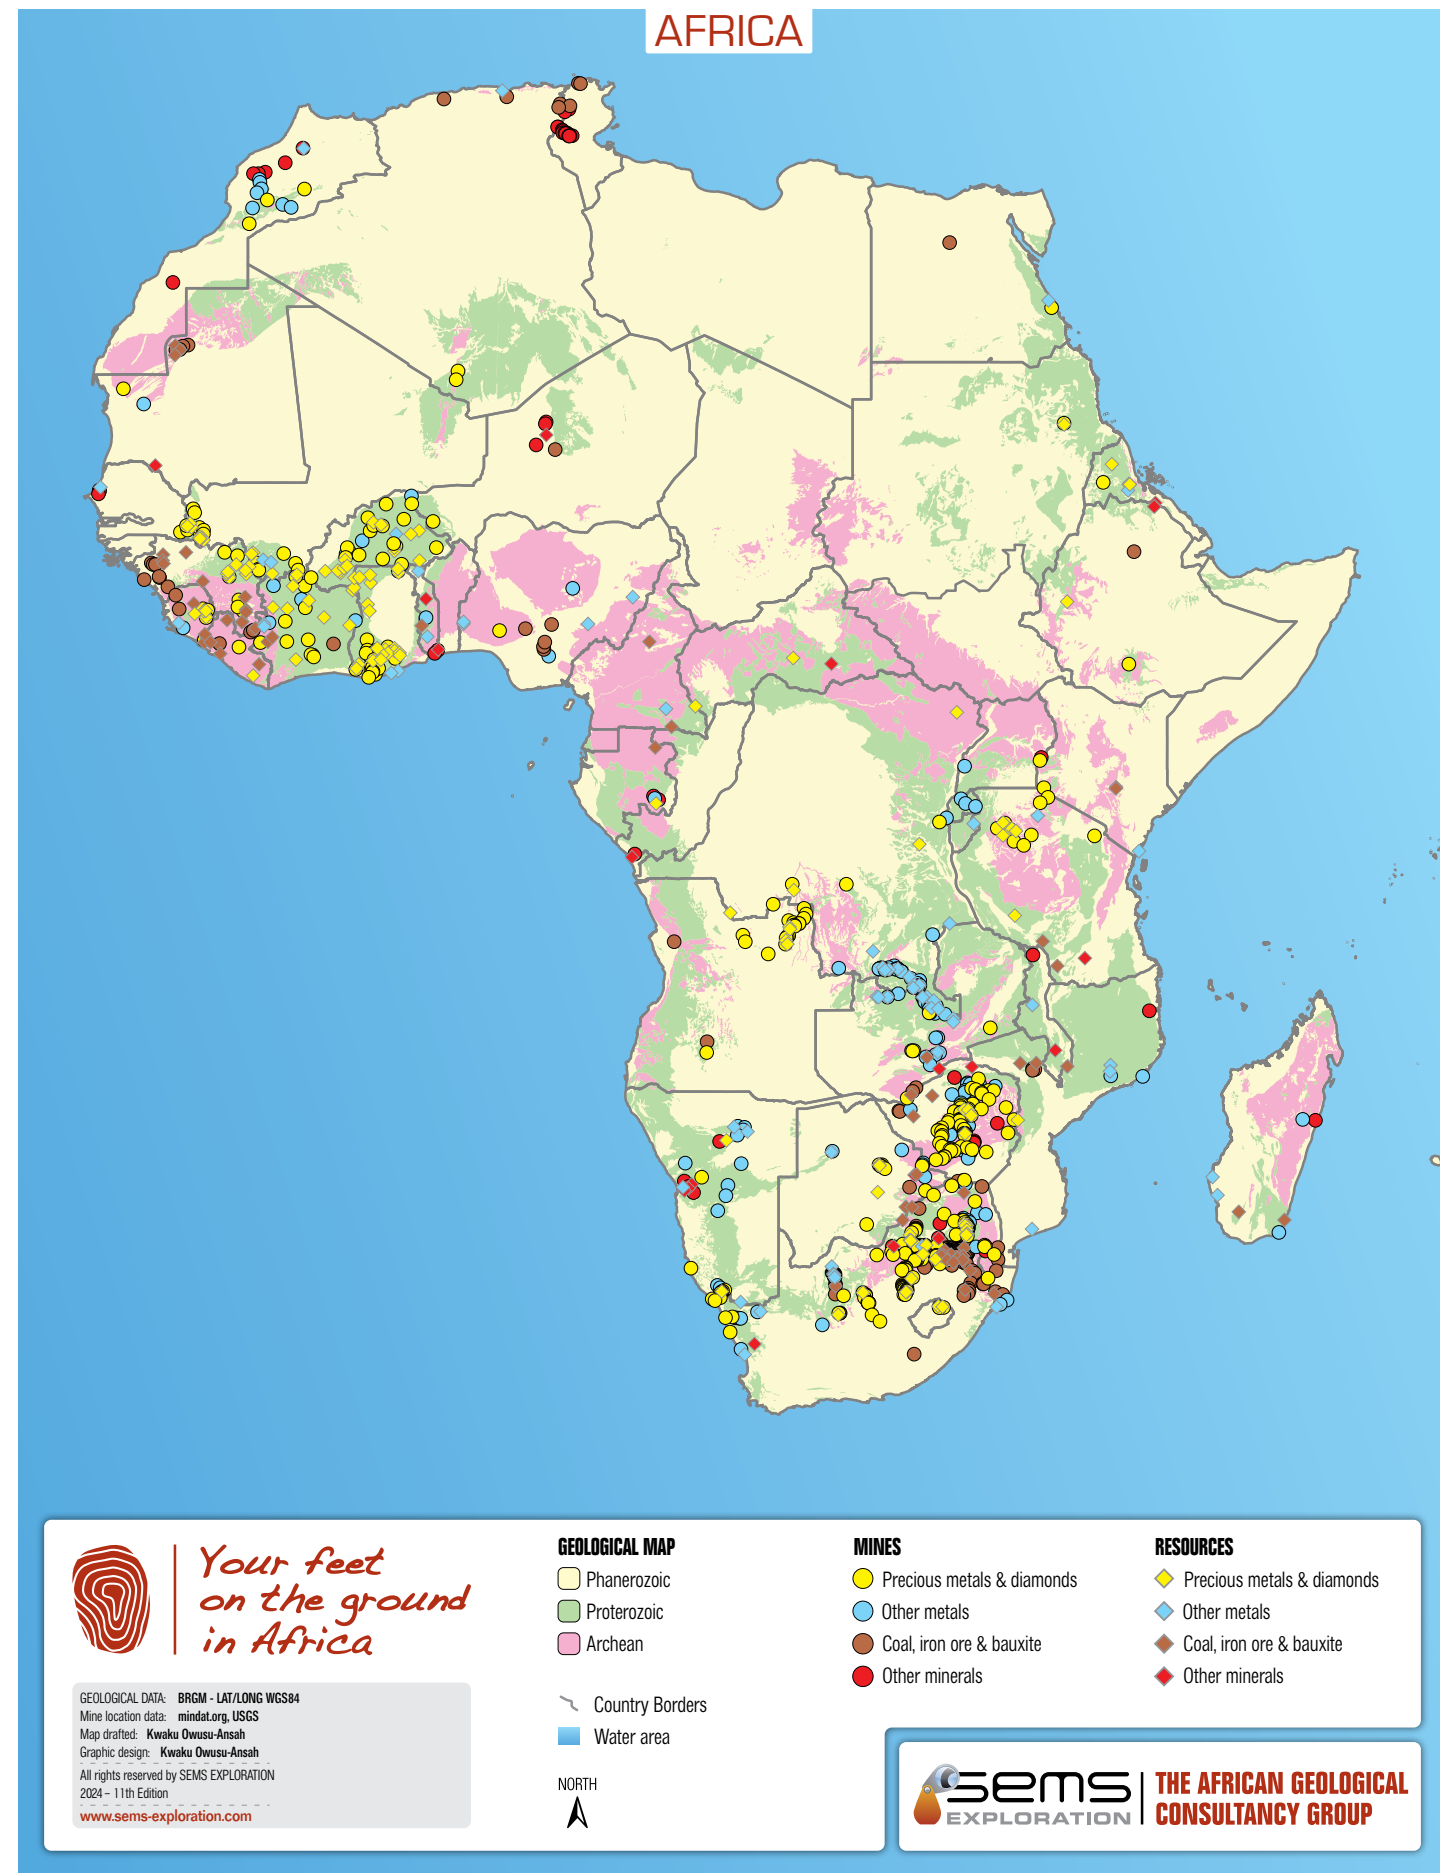 AFRICA
Your feet
on the ground
in Africa
GEOLOGICAL DATA: BRGM - LAT/LONG WGS84
Mine location data: mindat.org, USGS
Map drafted: Kwaku Owusu-Ansah
Graphic design: Kwaku Owusu-Ansah
All rights reserved by SEMS EXPLORATION
2024 – 11th Edition
www.sems-exploration.com
GEOLOGICAL MAP
Phanerozoic
Proterozoic
Archean
Country Borders
Water area
NORTH
MINES
Precious metals & diamonds
Other metals
Coal, iron ore & bauxite
Other minerals
RESOURCES
Precious metals & diamonds
Other metals
Coal, iron ore & bauxite
Other minerals
sems
EXPLORATION
THE AFRICAN GEOLOGICAL
CONSULTANCY GROUP